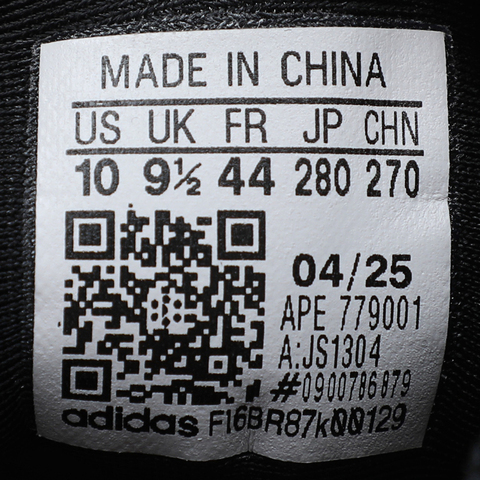 MADE IN CHINA
US UK FR JP CHN
10 9½ 44 280 270
04/25
APE 779001
A:JS1304
#0900786879
adidas F16BR87k00129